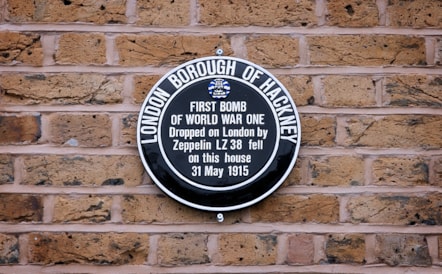 LONDON BOROUGH OF HACKNEY
FIRST BOMB
OF WORLD WAR ONE
Dropped on London by
Zeppelin LZ 38 fell
on this house
31 May 1915